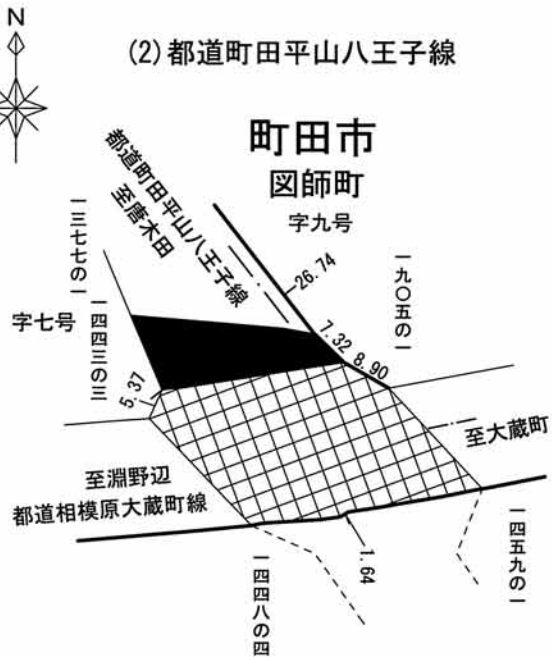 N
(2)都道町田平山八王子線
町田市
図師町
字九号
都道町田平山八王子線
至唐木田
26.74
一三七七の一
一九〇五の一
字七号
一四四三の三
7.32
8.90
5.37
至大蔵町
至淵野辺
都道相模原大蔵町線
1.64
一四五九の一
一四四八の四